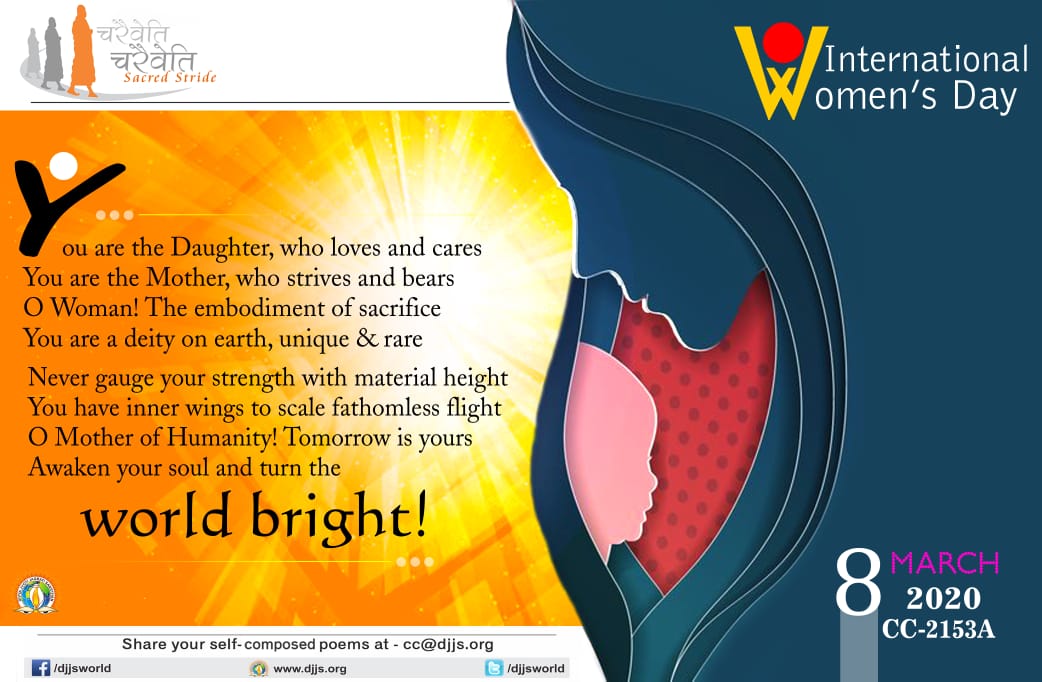 चरैवेति
चरैवेति
Sacred Stride
International
Women's Day
You are the Daughter, who loves and cares
You are the Mother, who strives and bears
O Woman! The embodiment of sacrifice
You are a deity on earth, unique & rare
Never gauge your strength with material height
You have inner wings to scale fathomless flight
O Mother of Humanity! Tomorrow is yours
Awaken your soul and turn the
world bright!
8 MARCH
2020
CC-2153A
Share your self-composed poems at - cc@djjs.org
/djjsworld
www.djjs.org
/djjsworld